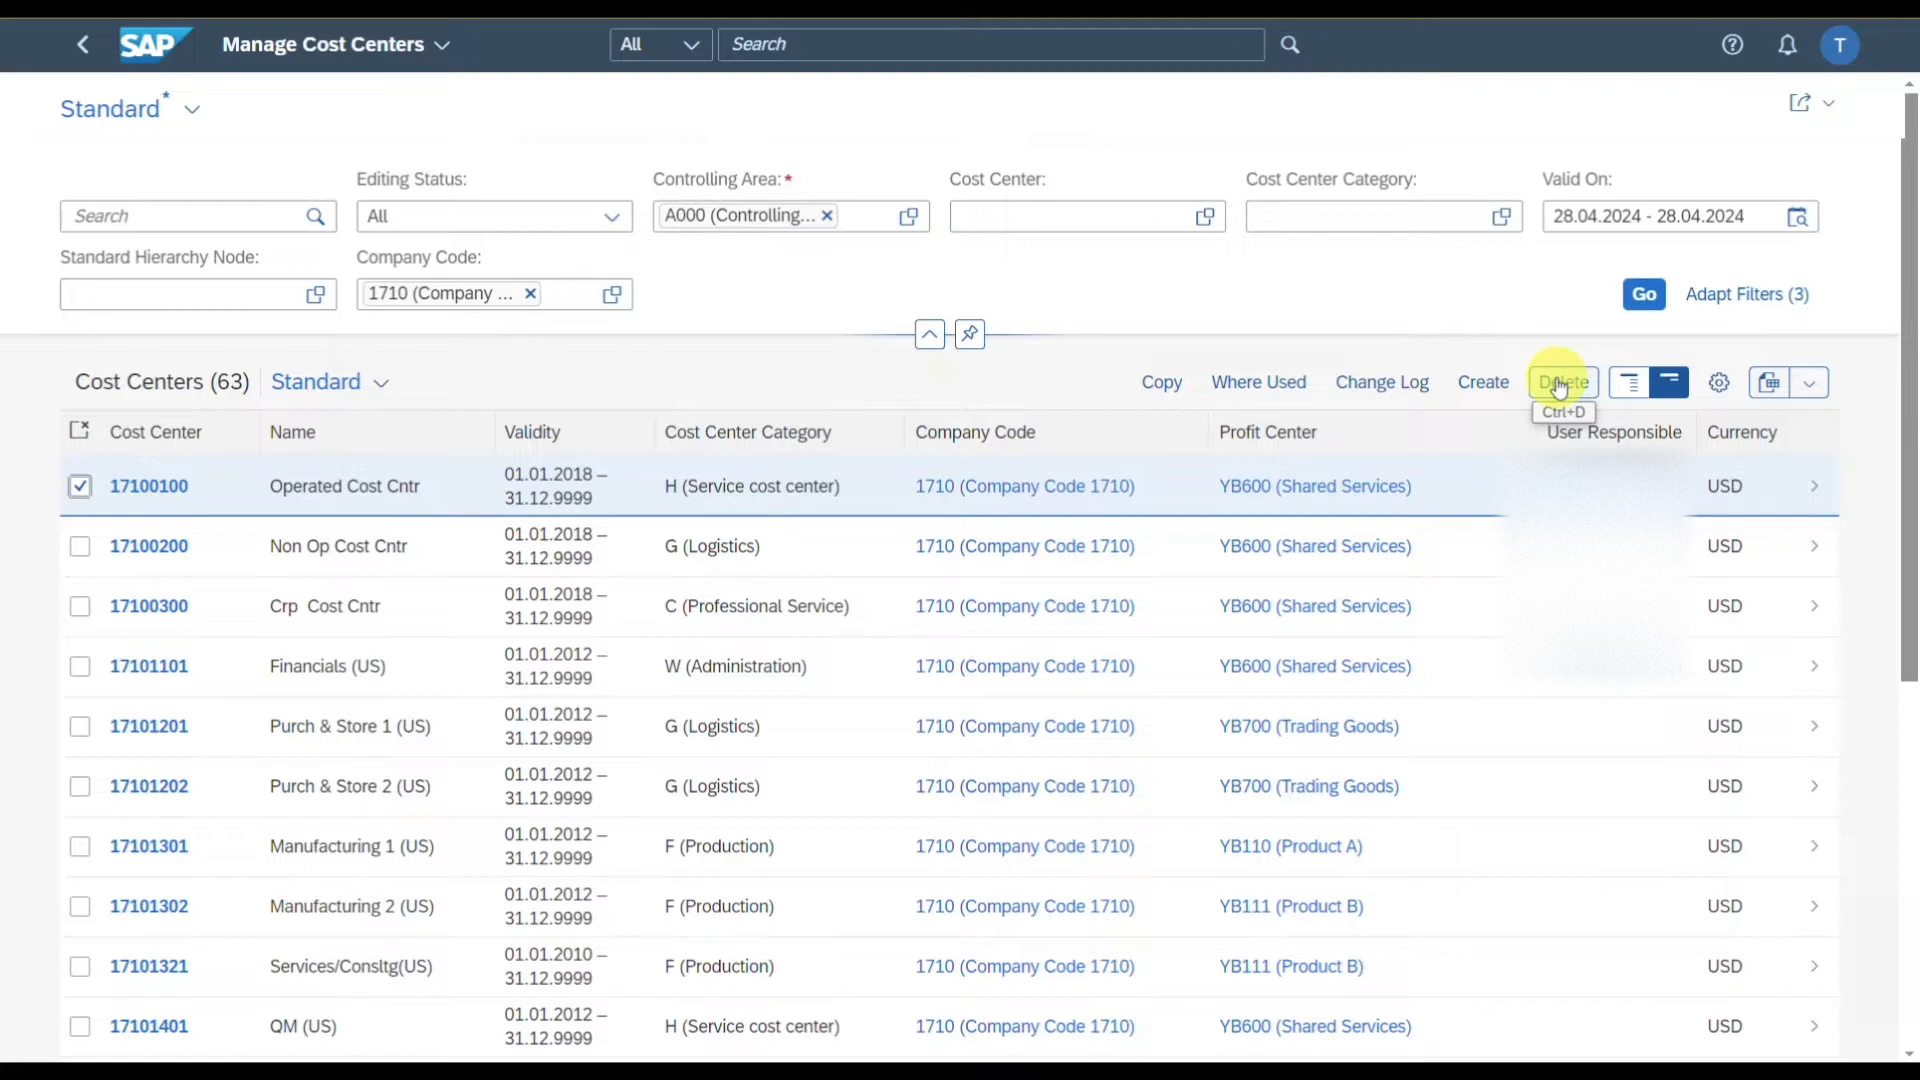 SAP Manage Cost Centers All Search T
Standard*
Editing Status: Controlling Area:* Cost Center: Cost Center Category: Valid On:
Search All A000 (Controlling... 28.04.2024 - 28.04.2024
Standard Hierarchy Node: Company Code:
1710 (Company ... Go Adapt Filters (3)
Cost Centers (63) Standard Copy Where Used Change Log Create Delete
Ctrl+D
Cost Center Name Validity Cost Center Category Company Code Profit Center User Responsible Currency
17100100 Operated Cost Cntr 01.01.2018 – 31.12.9999 H (Service cost center) 1710 (Company Code 1710) YB600 (Shared Services) USD
17100200 Non Op Cost Cntr 01.01.2018 – 31.12.9999 G (Logistics) 1710 (Company Code 1710) YB600 (Shared Services) USD
17100300 Crp Cost Cntr 01.01.2018 – 31.12.9999 C (Professional Service) 1710 (Company Code 1710) YB600 (Shared Services) USD
17101101 Financials (US) 01.01.2012 – 31.12.9999 W (Administration) 1710 (Company Code 1710) YB600 (Shared Services) USD
17101201 Purch & Store 1 (US) 01.01.2012 – 31.12.9999 G (Logistics) 1710 (Company Code 1710) YB700 (Trading Goods) USD
17101202 Purch & Store 2 (US) 01.01.2012 – 31.12.9999 G (Logistics) 1710 (Company Code 1710) YB700 (Trading Goods) USD
17101301 Manufacturing 1 (US) 01.01.2012 – 31.12.9999 F (Production) 1710 (Company Code 1710) YB110 (Product A) USD
17101302 Manufacturing 2 (US) 01.01.2012 – 31.12.9999 F (Production) 1710 (Company Code 1710) YB111 (Product B) USD
17101321 Services/Consltg(US) 01.01.2010 – 31.12.9999 F (Production) 1710 (Company Code 1710) YB111 (Product B) USD
17101401 QM (US) 01.01.2012 – 31.12.9999 H (Service cost center) 1710 (Company Code 1710) YB600 (Shared Services) USD